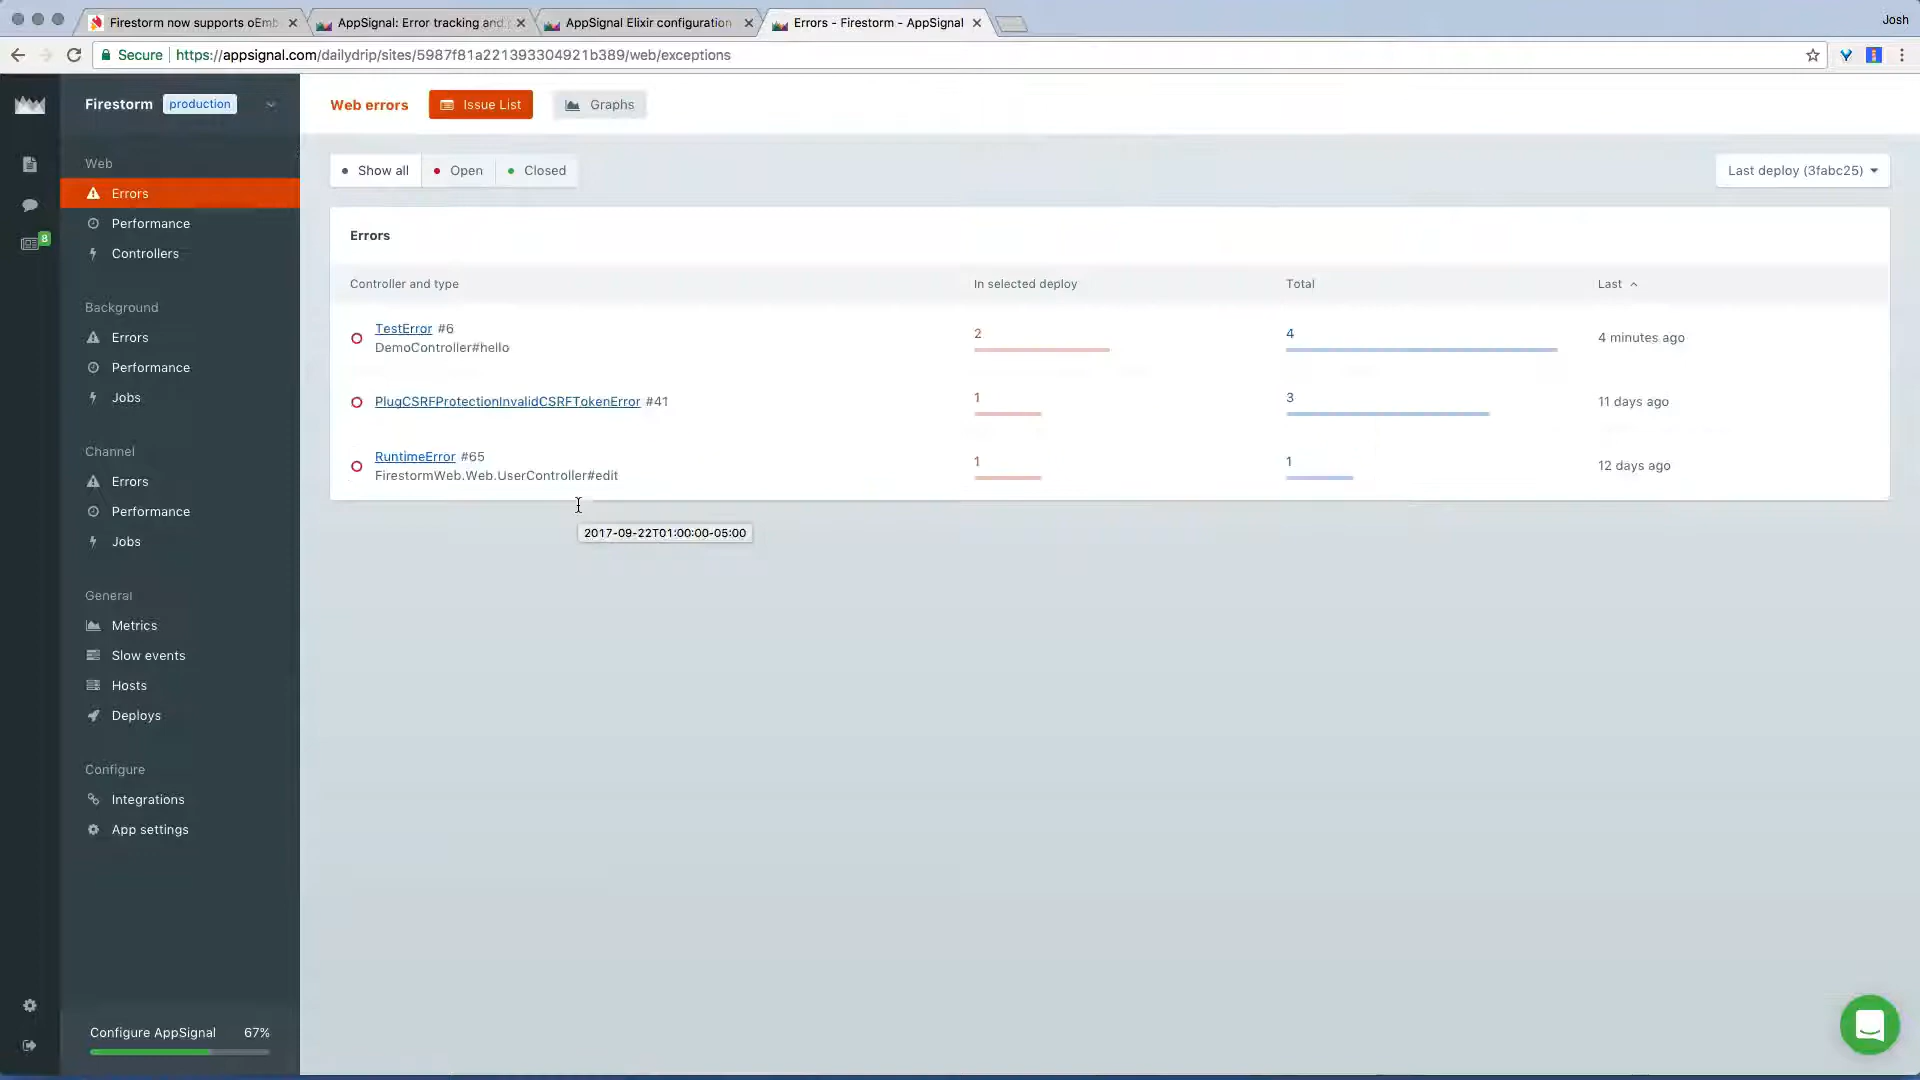 Firestorm now supports oEmb
AppSignal: Error tracking and
AppSignal Elixir configuration
Errors - Firestorm - AppSignal
Josh
Secure
https://appsignal.com/dailydrip/sites/5987f81a221393304921b389/web/exceptions
Firestorm production
Web errors
Issue List
Graphs
Web
Errors
Performance
Controllers
8
Background
Errors
Performance
Jobs
Channel
Errors
Performance
Jobs
General
Metrics
Slow events
Hosts
Deploys
Configure
Integrations
App settings
Configure AppSignal 67%
Show all
Open
Closed
Last deploy (3fabc25)
Errors
Controller and type In selected deploy Total Last
TestError #6
DemoController#hello
2 4 4 minutes ago
PlugCSRFProtectionInvalidCSRFTokenError #41
1 3 11 days ago
RuntimeError #65
FirestormWeb.Web.UserController#edit
1 1 12 days ago
2017-09-22T01:00:00-05:00